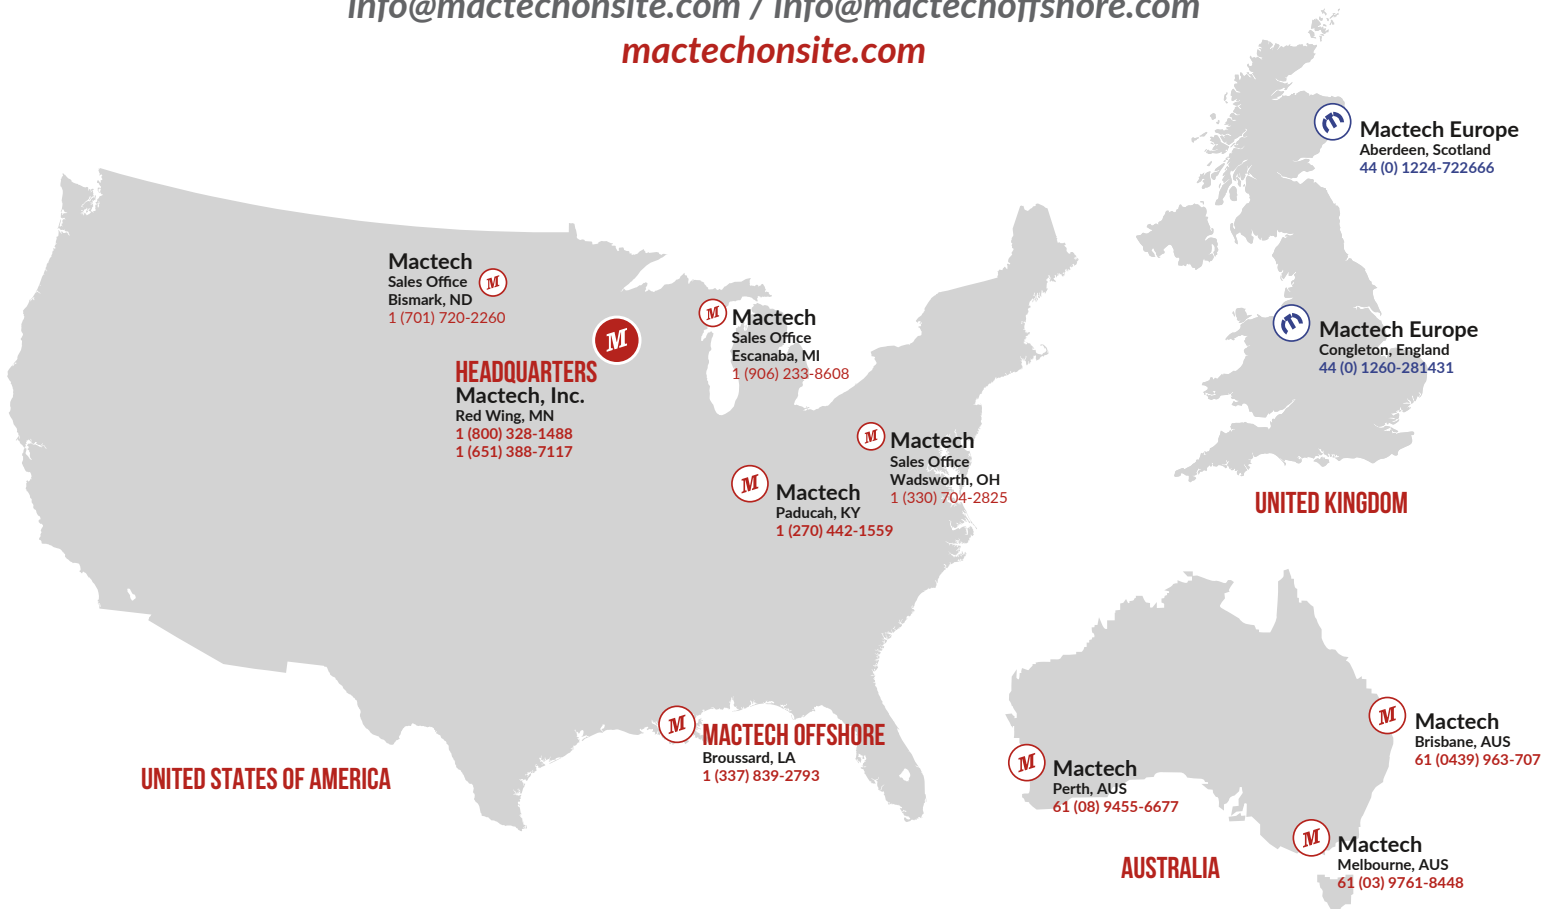 info@mactechonsite.com / info@mactechoffshore.com
mactechonsite.com
Mactech
Sales Office
Bismark, ND
1 (701) 720-2260
M
M
HEADQUARTERS
Mactech, Inc.
Red Wing, MN
1 (800) 328-1488
1 (651) 388-7117
M
Mactech
Sales Office
Escanaba, MI
1 (906) 233-8608
M
Mactech
Sales Office
Wadsworth, OH
1 (330) 704-2825
M
Mactech
Paducah, KY
1 (270) 442-1559
M
MACTECH OFFSHORE
Broussard, LA
1 (337) 839-2793
UNITED STATES OF AMERICA
Mactech Europe
Aberdeen, Scotland
44 (0) 1224-722666
Mactech Europe
Congleton, England
44 (0) 1260-281431
UNITED KINGDOM
M
Mactech
Brisbane, AUS
61 (0439) 963-707
M
Mactech
Perth, AUS
61 (08) 9455-6677
M
Mactech
Melbourne, AUS
61 (03) 9761-8448
AUSTRALIA